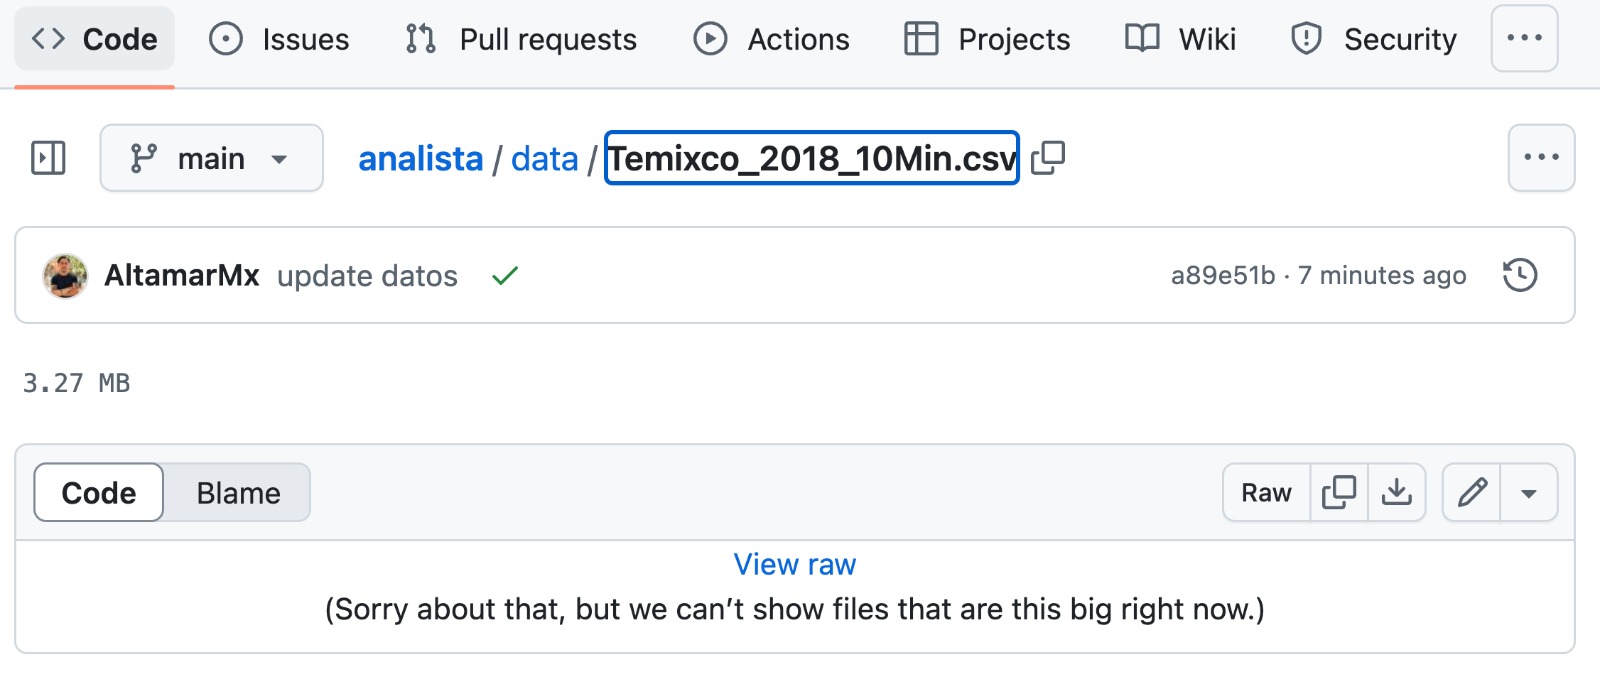 Code Issues Pull requests Actions Projects Wiki Security
main analista / data / Temixco_2018_10Min.csv
AltamarMx update datos a89e51b · 7 minutes ago
3.27 MB
Code Blame Raw
View raw
(Sorry about that, but we can’t show files that are this big right now.)